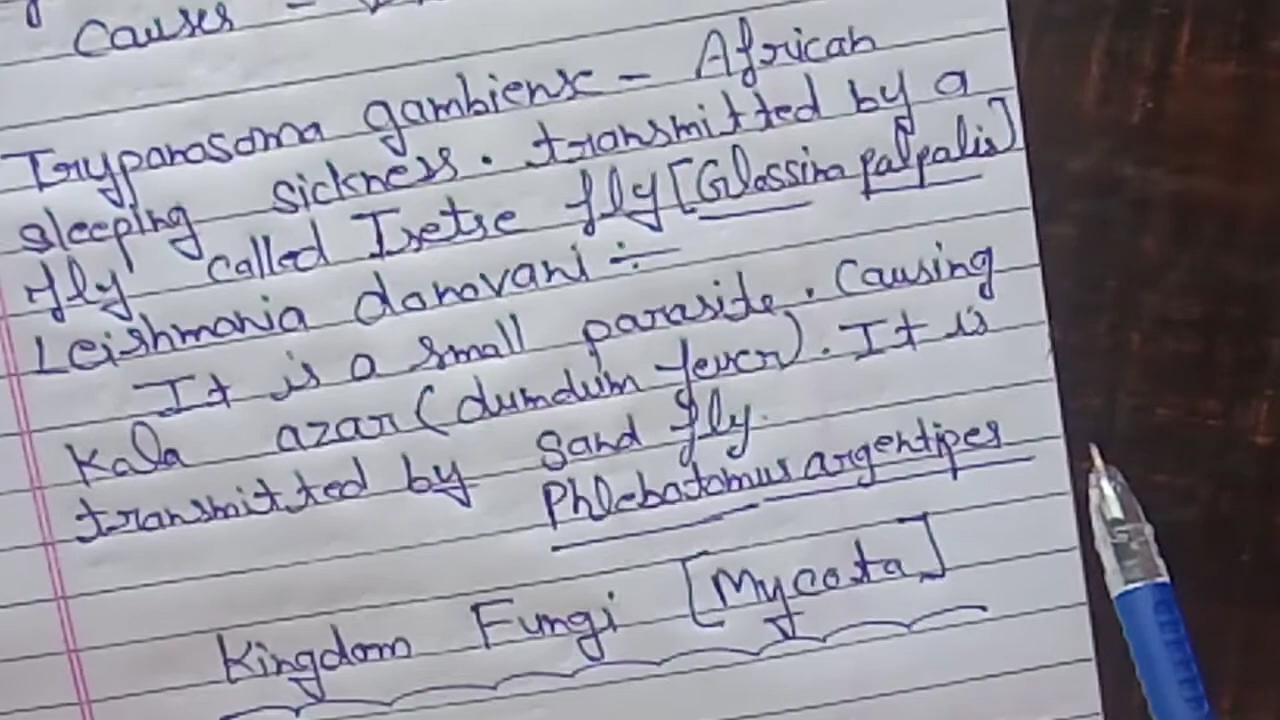 Causes -
Trypanosoma gambiense - African
sleeping sickness. transmitted by a
fly called Tsetse fly [Glossina palpalis]
Leishmania donovani ÷
It is a small parasite. Causing
Kala azar (dumdum fever). It is
transmitted by Sand fly.
Phlebotomus argentipes
Kingdom Fungi [Mycota]